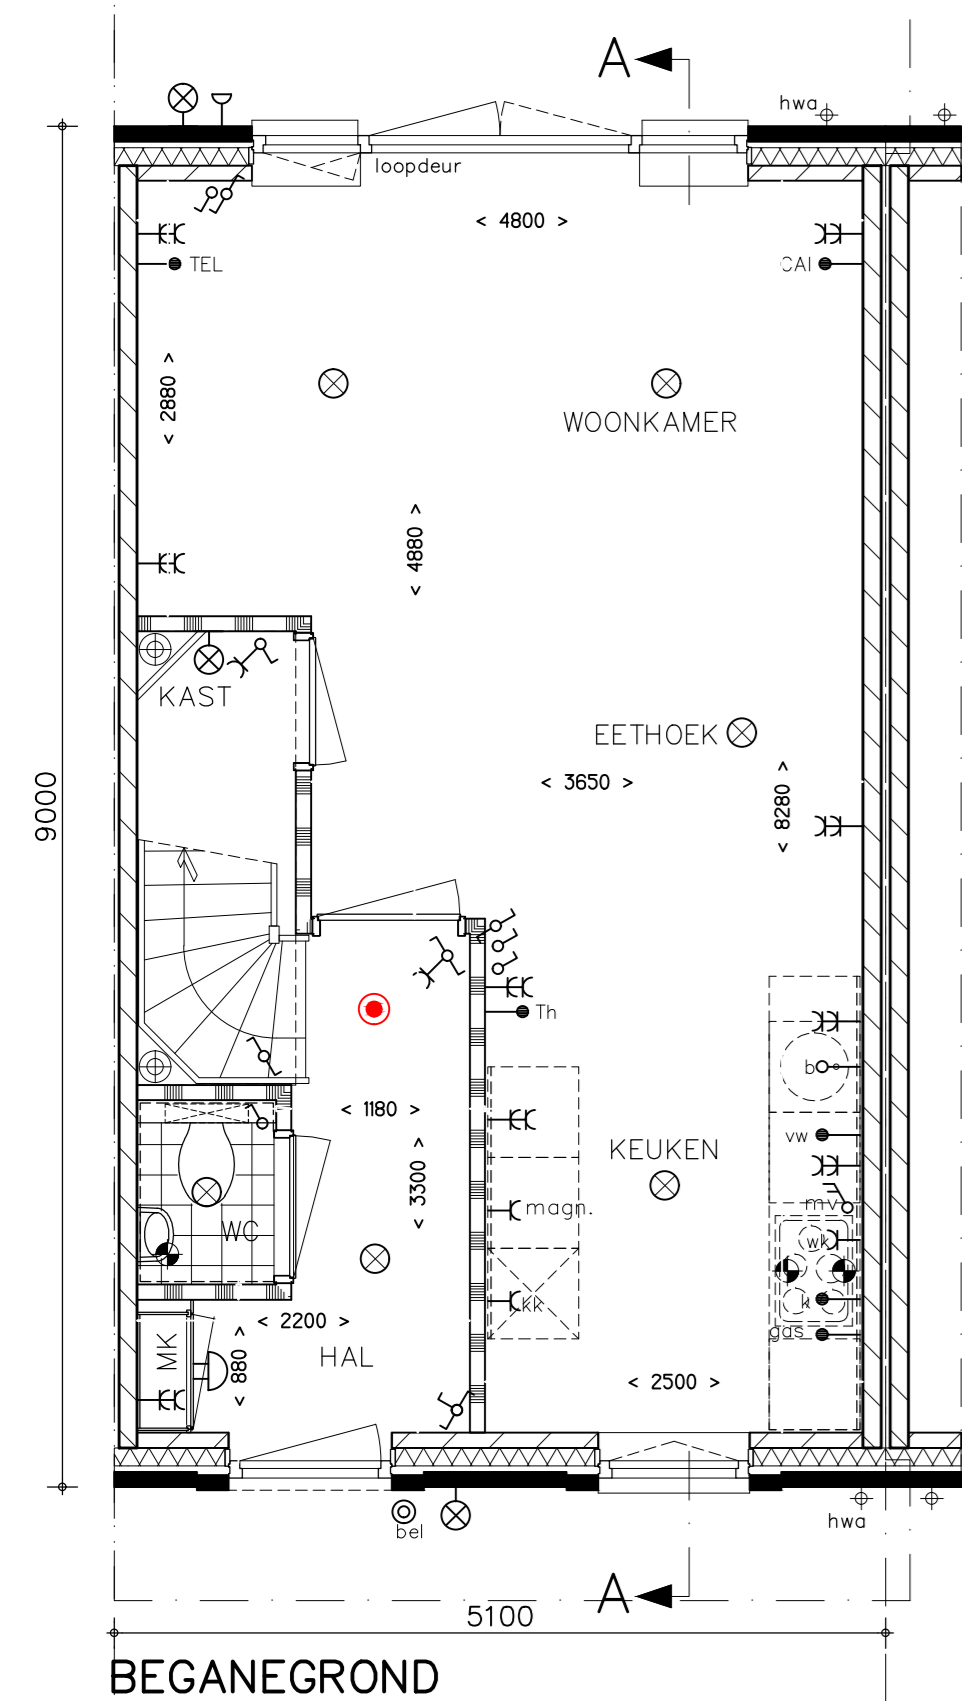 A
hwa
loopdeur
< 4800 >
TEL
CAI
< 2880 >
WOONKAMER
< 4880 >
KAST
EETHOEK
< 3650 >
< 8280 >
9000
Th
b
< 1180 >
vw
KEUKEN
< 3300 >
magn.
mv
WC
wk
kk
k
< 2200 >
gas
MK
HAL
< 880 >
< 2500 >
bel
hwa
A
5100
BEGANEGROND